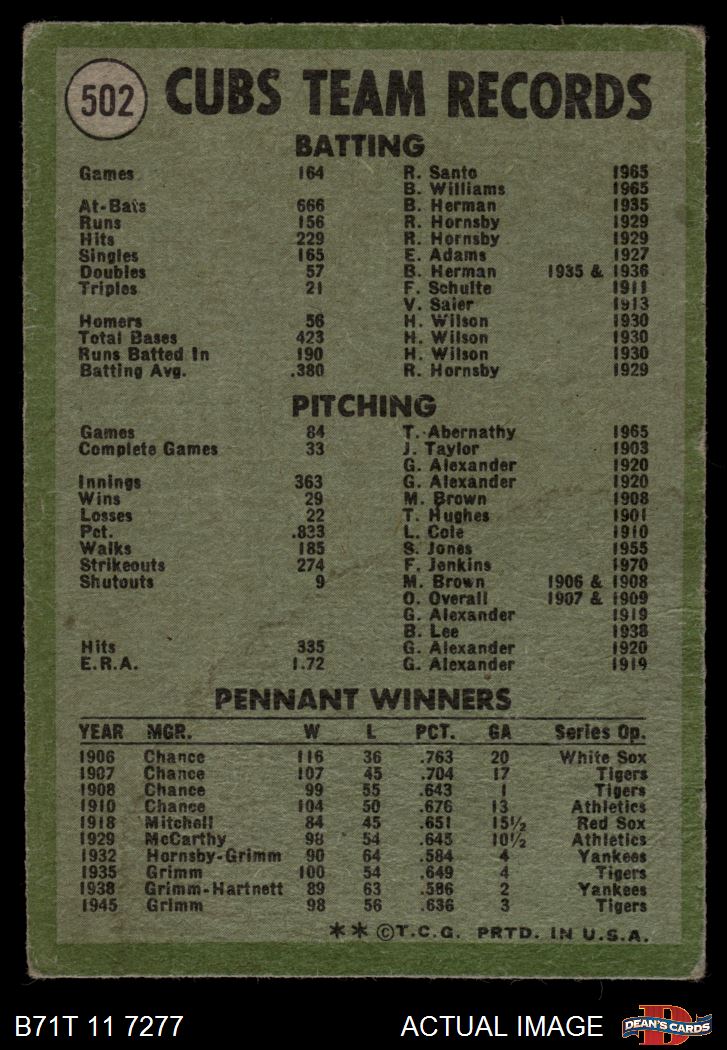 502 CUBS TEAM RECORDS
BATTING
Games 164 R. Santo 1965
B. Williams 1965
At-Bats 666 B. Herman 1935
Runs 156 R. Hornsby 1929
Hits 229 R. Hornsby 1929
Singles 165 E. Adams 1927
Doubles 57 B. Herman 1935 & 1936
Triples 21 F. Schulte 1911
V. Saier 1913
Homers 56 H. Wilson 1930
Total Bases 423 H. Wilson 1930
Runs Batted In 190 H. Wilson 1930
Batting Avg. .380 R. Hornsby 1929
PITCHING
Games 84 T. Abernathy 1965
Complete Games 33 J. Taylor 1903
G. Alexander 1920
Innings 363 G. Alexander 1920
Wins 29 M. Brown 1908
Losses 22 T. Hughes 1901
Pct. .833 L. Cole 1910
Walks 185 S. Jones 1955
Strikeouts 274 F. Jenkins 1970
Shutouts 9 M. Brown 1906 & 1908
O. Overall 1907 & 1909
G. Alexander 1919
B. Lee 1938
Hits 335 G. Alexander 1920
E.R.A. 1.72 G. Alexander 1919
PENNANT WINNERS
YEAR MGR. W L PCT. GA Series Op.
1906 Chance 116 36 .763 20 White Sox
1907 Chance 107 45 .704 17 Tigers
1908 Chance 99 55 .643 1 Tigers
1910 Chance 104 50 .676 13 Athletics
1918 Mitchell 84 45 .651 15½ Red Sox
1929 McCarthy 98 54 .645 10½ Athletics
1932 Hornsby-Grimm 90 64 .584 4 Yankees
1935 Grimm 100 54 .649 4 Tigers
1938 Grimm-Hartnett 89 63 .586 2 Yankees
1945 Grimm 98 56 .636 3 Tigers
** ©T.C.G. PRTD. IN U.S.A.
B71T 11 7277 ACTUAL IMAGE D DEAN'S CARDS